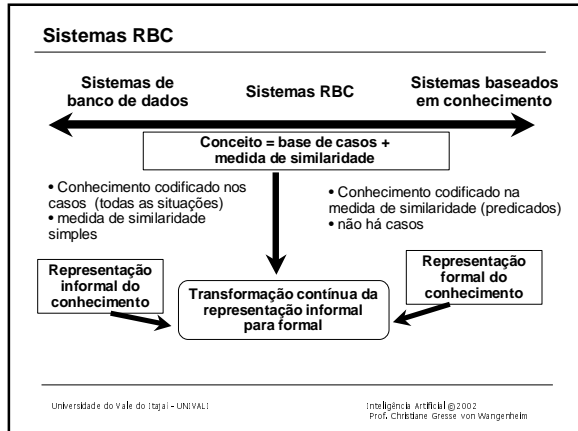 Sistemas RBC
Sistemas de
banco de dados
Sistemas RBC
Sistemas baseados
em conhecimento
Conceito = base de casos +
medida de similaridade
• Conhecimento codificado nos
casos (todas as situações)
• medida de similaridade
simples
• Conhecimento codificado na
medida de similaridade (predicados)
• não há casos
Representação
informal do
conhecimento
Transformação contínua da
representação informal
para formal
Representação
formal do
conhecimento
Universidade do Vale do Itajaí - UNIVALI
Inteligência Artificial @2002
Prof. Christiane Gresse von Wangenheim